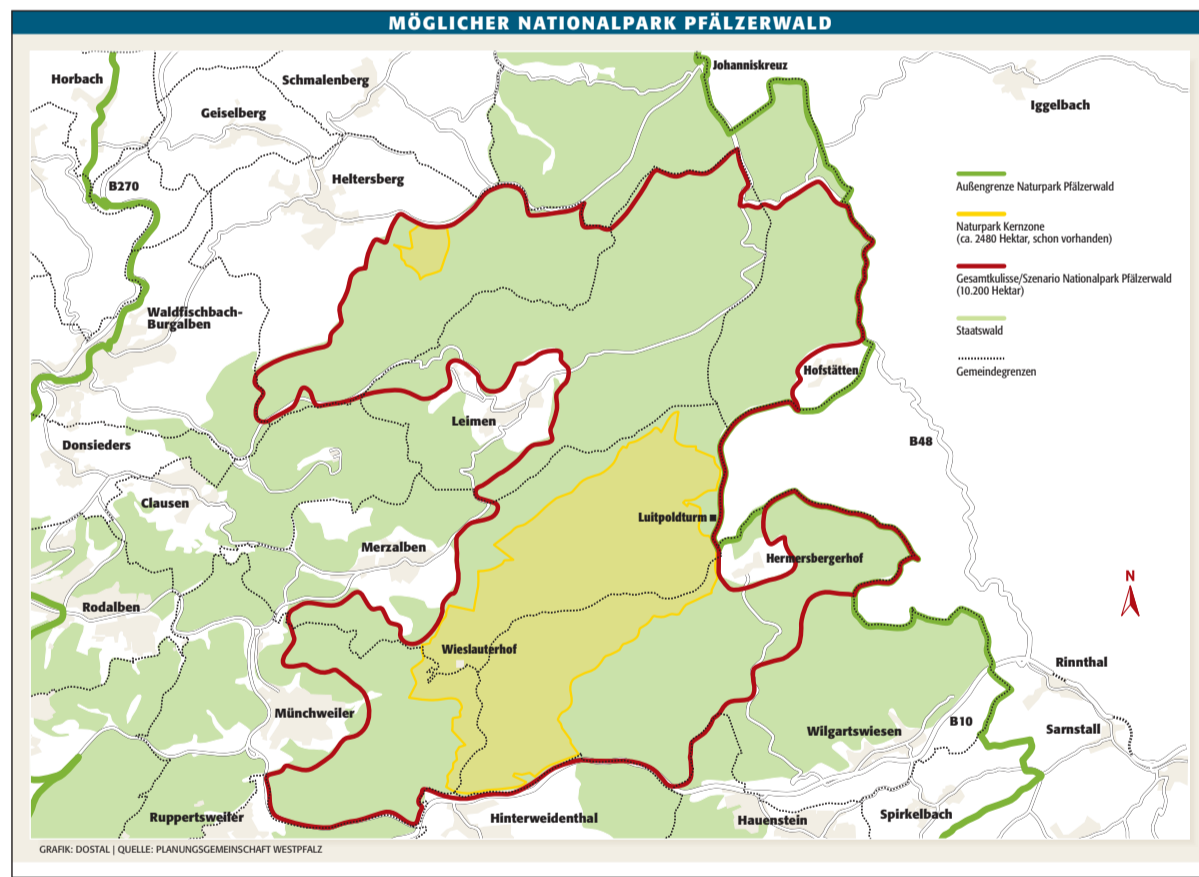 MÖGLICHER NATIONALPARK PFÄLZERWALD
Horbach
Schmalenberg
Johanniskreuz
Geiselberg
Iggelbach
B270
Heltersberg
Außengrenze Naturpark Pfälzerwald
Naturpark Kernzone
(ca. 2480 Hektar, schon vorhanden)
Gesamtkulisse/Szenario Nationalpark Pfälzerwald
(10.200 Hektar)
Staatswald
Gemeindegrenzen
Waldfischbach-
Burgalben
Hofstätten
Leimen
Donsieders
B48
Clausen
Luitpoldturm
Merzalben
Hermersbergerhof
N
Rodalben
Wieslauterhof
Rinnthal
Münchweiler
Wilgartswiesen
B10
Sarnstall
Ruppertsweiler
Hinterweidenthal
Hauenstein
Spirkelbach
GRAFIK: DOSTAL | QUELLE: PLANUNGSGEMEINSCHAFT WESTPFALZ